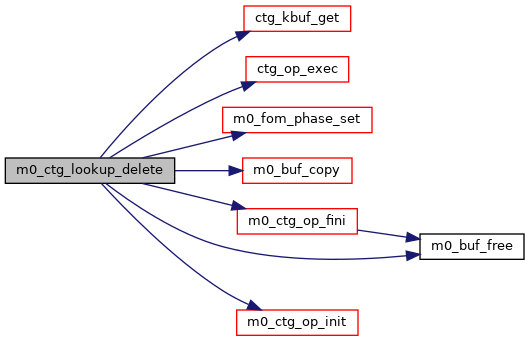 ctg_kbuf_get
ctg_op_exec
m0_fom_phase_set
m0_ctg_lookup_delete
m0_buf_copy
m0_ctg_op_fini
m0_buf_free
m0_ctg_op_init